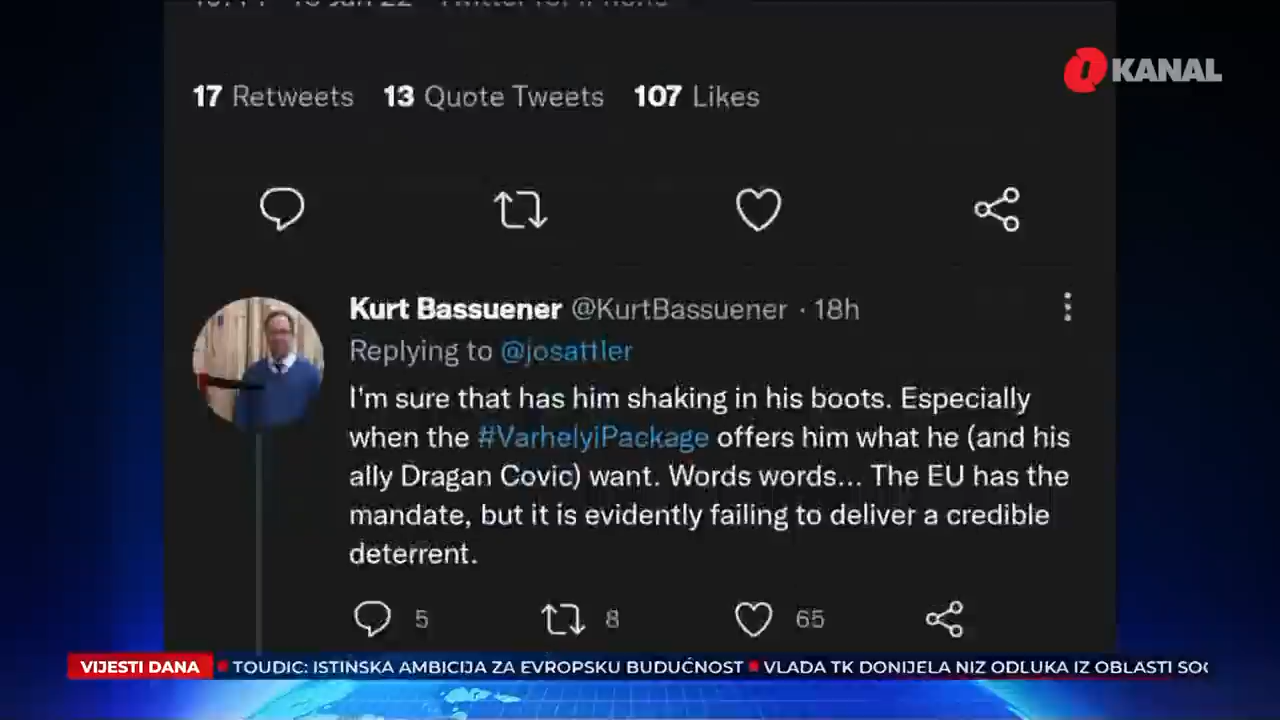 KANAL
17 Retweets 13 Quote Tweets 107 Likes
Kurt Bassuener @KurtBassuener · 18h
Replying to @josattler
I'm sure that has him shaking in his boots. Especially
when the #VarhelyiPackage offers him what he (and his
ally Dragan Covic) want. Words words... The EU has the
mandate, but it is evidently failing to deliver a credible
deterrent.
5 8 65
VIJESTI DANA TOUDIC: ISTINSKA AMBICIJA ZA EVROPSKU BUDUĆNOST VLADA TK DONIJELA NIZ ODLUKA IZ OBLASTI